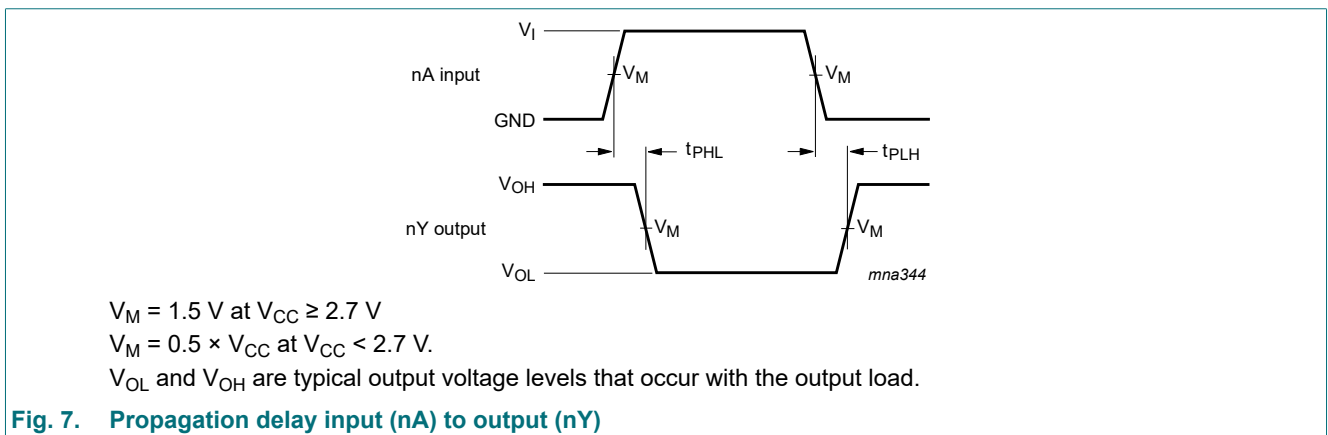 V_I
nA input
V_M
V_M
GND
t_PHL
t_PLH
V_OH
nY output
V_M
V_M
V_OL
mna344
V_M = 1.5 V at V_CC ≥ 2.7 V
V_M = 0.5 × V_CC at V_CC < 2.7 V.
V_OL and V_OH are typical output voltage levels that occur with the output load.
Fig. 7. Propagation delay input (nA) to output (nY)